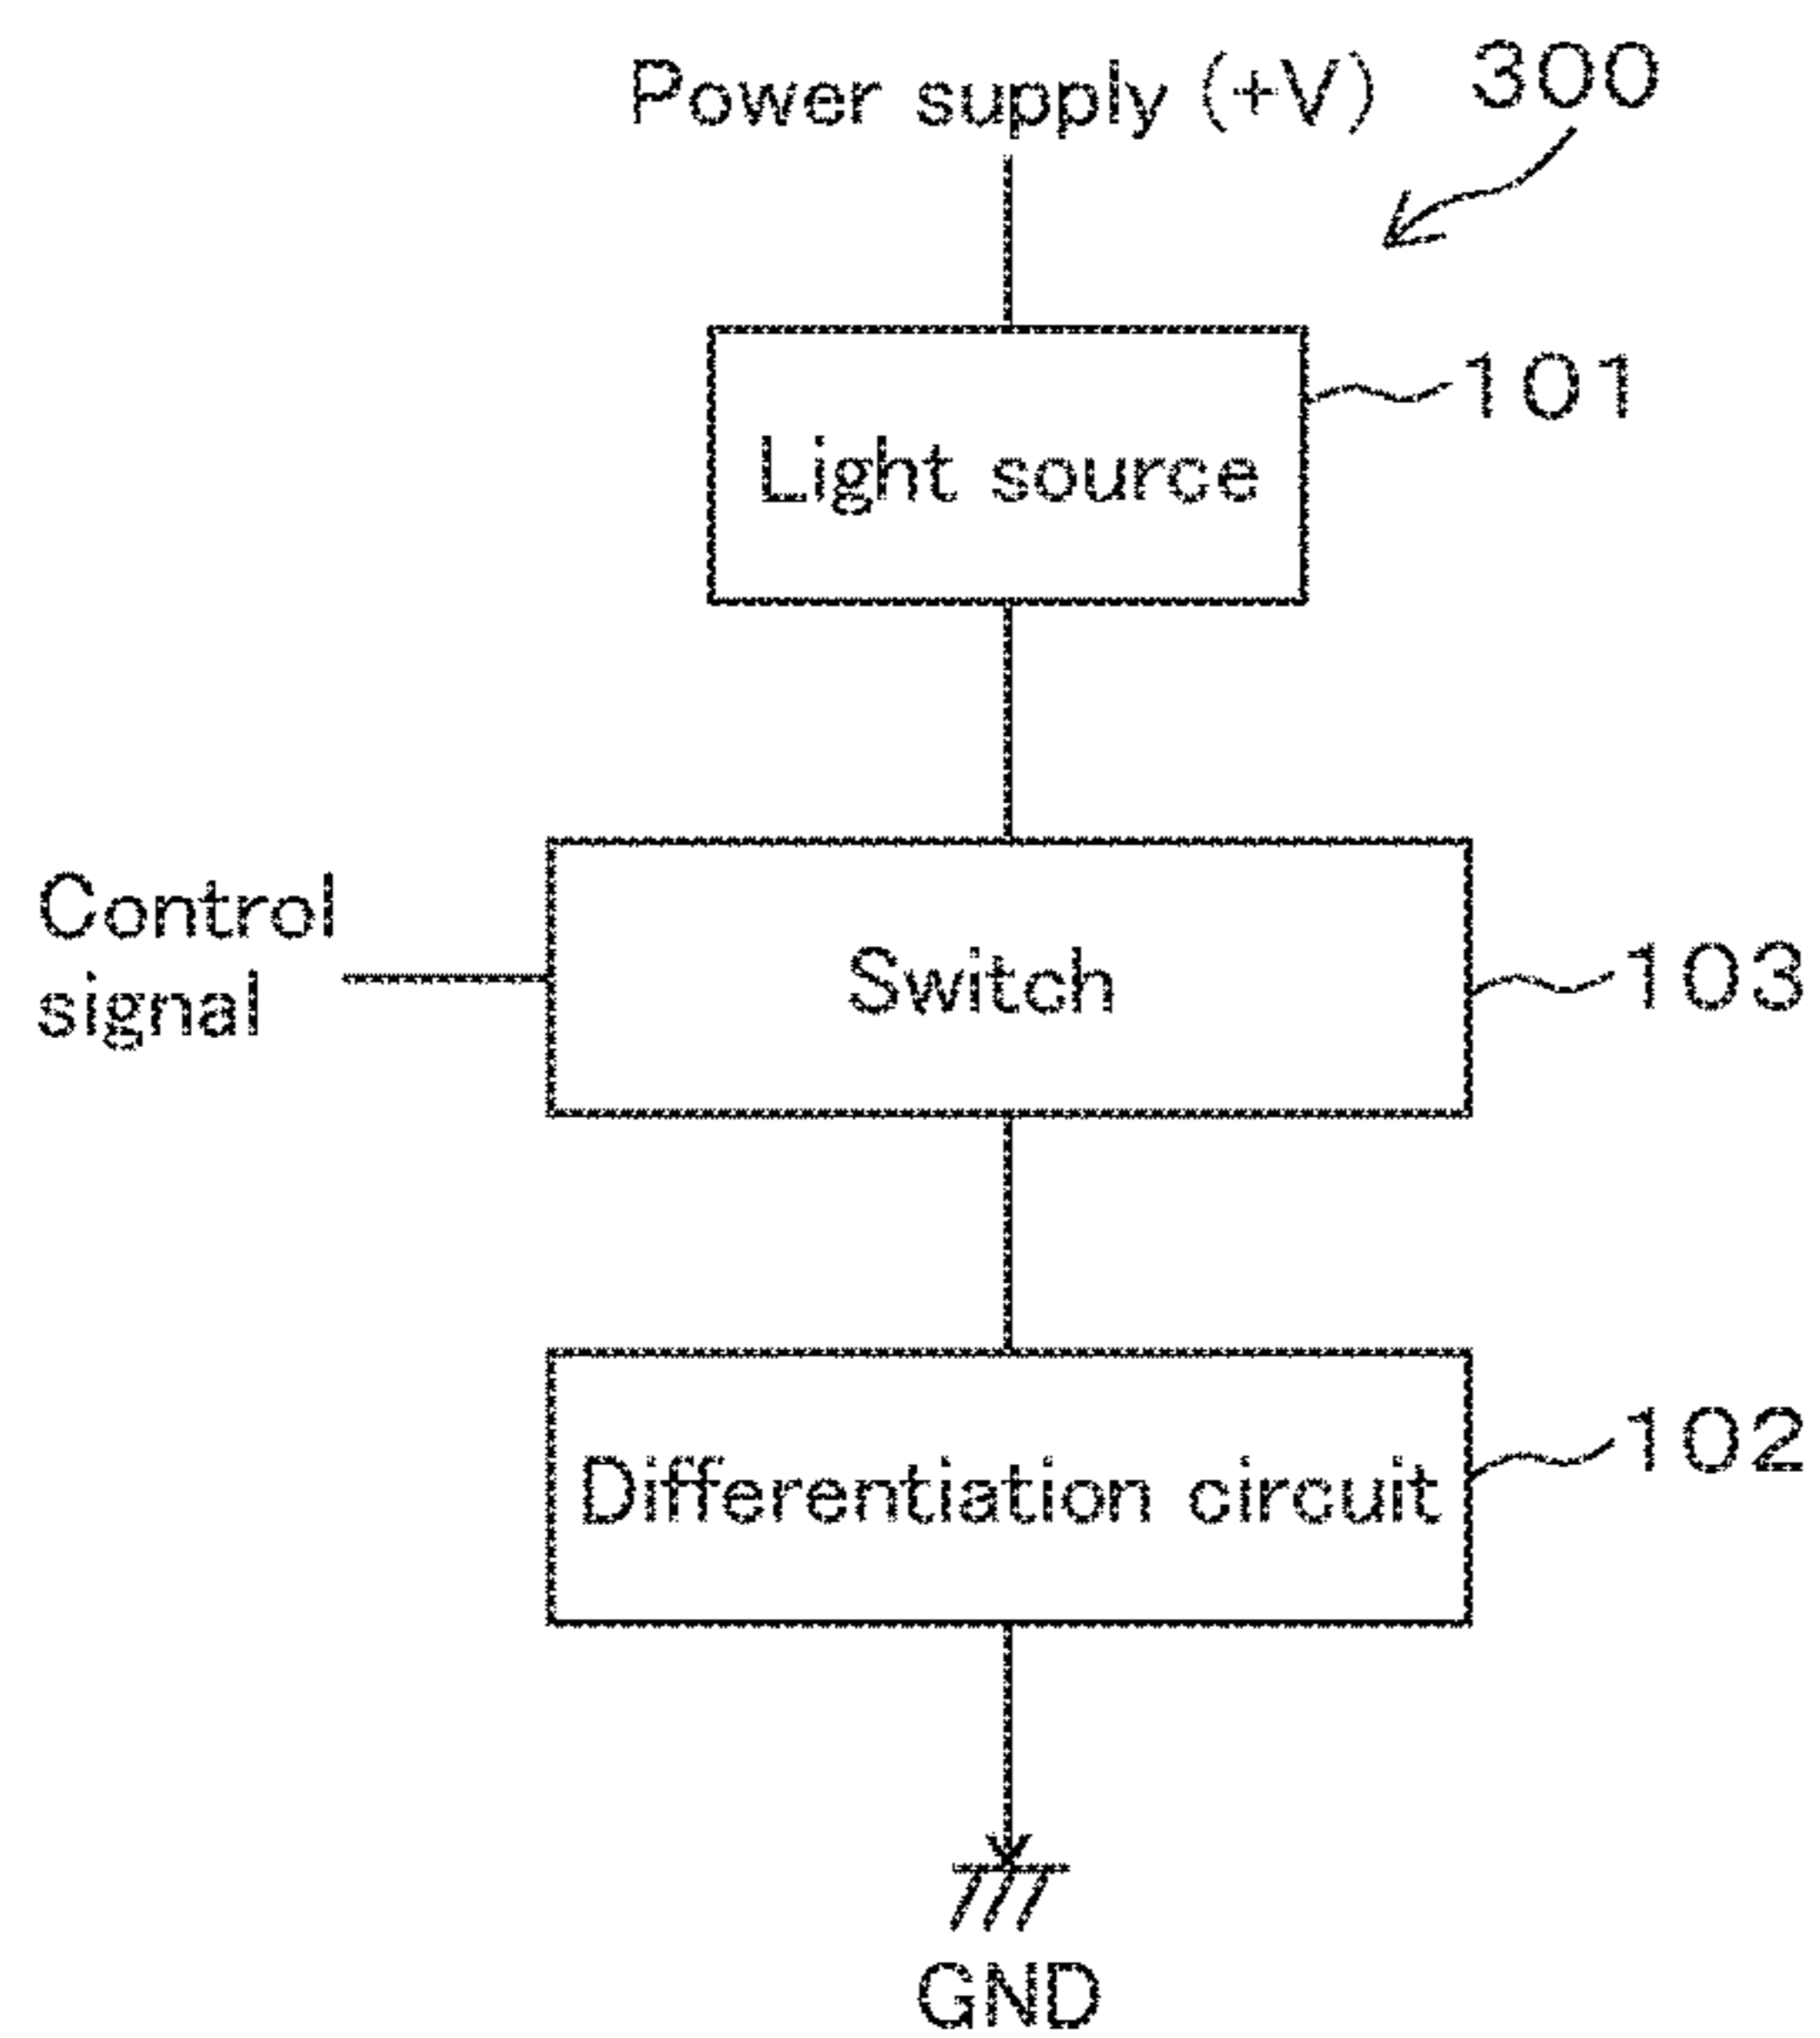 Power supply (+V) 300
101
Light source
Control
signal
Switch
103
102
Differentiation circuit
GND